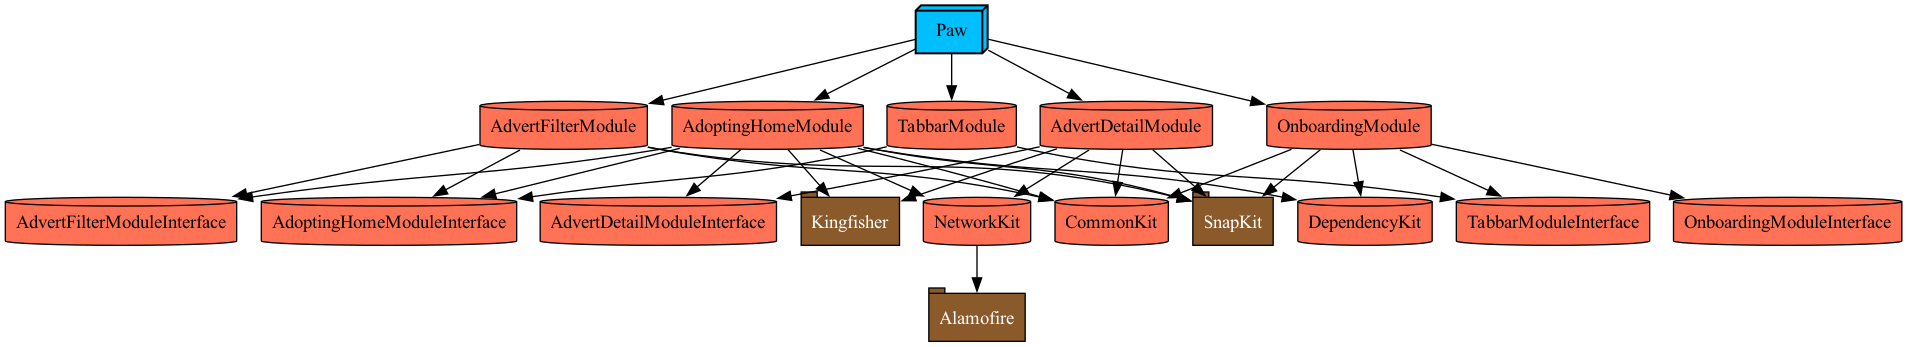 Paw
AdvertFilterModule
AdoptingHomeModule
TabbarModule
AdvertDetailModule
OnboardingModule
AdvertFilterModuleInterface
AdoptingHomeModuleInterface
AdvertDetailModuleInterface
Kingfisher
NetworkKit
CommonKit
SnapKit
DependencyKit
TabbarModuleInterface
OnboardingModuleInterface
Alamofire